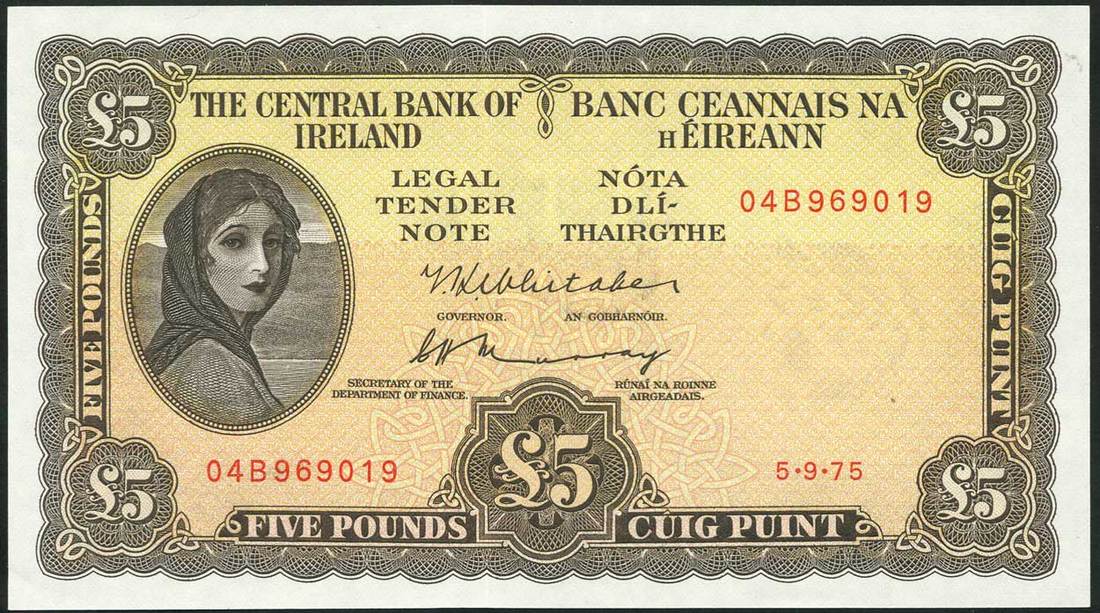 £5
£5
THE CENTRAL BANK OF
IRELAND
BANC CEANNAIS NA
hÉIREANN
LEGAL
TENDER
NOTE
NÓTA
DLÍ-
THAIRGTHE
04B969019
FIVE POUNDS
CÚIG PUINT
T.K.Whitaker
GOVERNOR.
AN GOBHARNÓIR.
C H Murray
SECRETARY OF THE
DEPARTMENT OF FINANCE.
RÚNAÍ NA ROINNE
AIRGEADAIS.
04B969019
5•9•75
£5
£5
£5
FIVE POUNDS
CÚIG PUINT